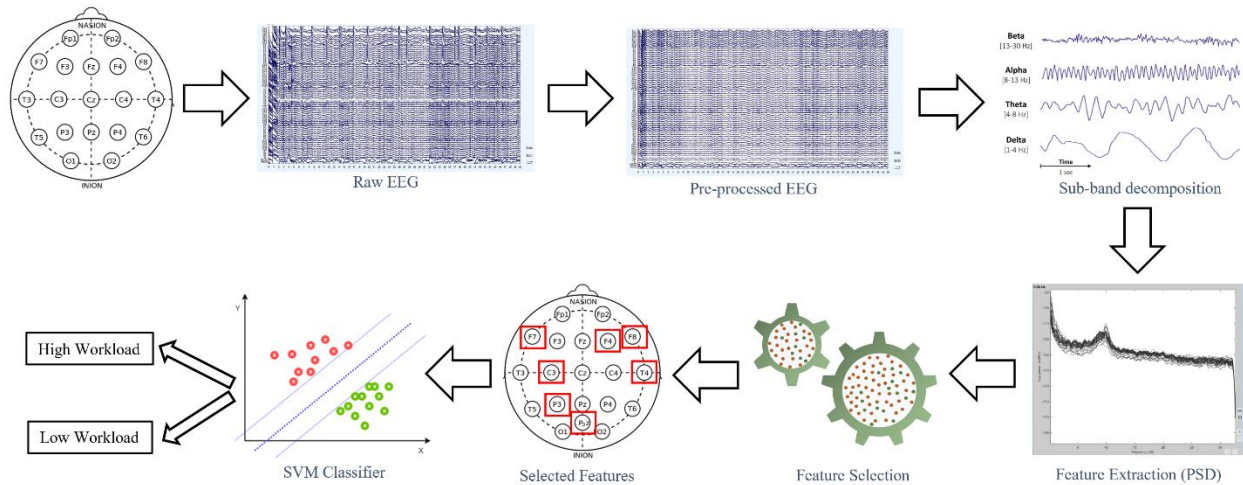 NASION
Fp1 Fp2
F7 F3 Fz F4 F8
T3 C3 Cz C4 T4
T5 P3 Pz P4 T6
O1 O2
INION
Raw EEG
Pre-processed EEG
Beta
[13-30 Hz]
Alpha
[8-13 Hz]
Theta
[4-8 Hz]
Delta
[1-4 Hz]
Time
1 sec
Sub-band decomposition
High Workload
Low Workload
Y
X
SVM Classifier
NASION
Fp1 Fp2
F7 F3 Fz F4 F8
T3 C3 Cz C4 T4
T5 P3 Pz P4 T6
O1 O2
INION
Selected Features
Feature Selection
Feature Extraction (PSD)